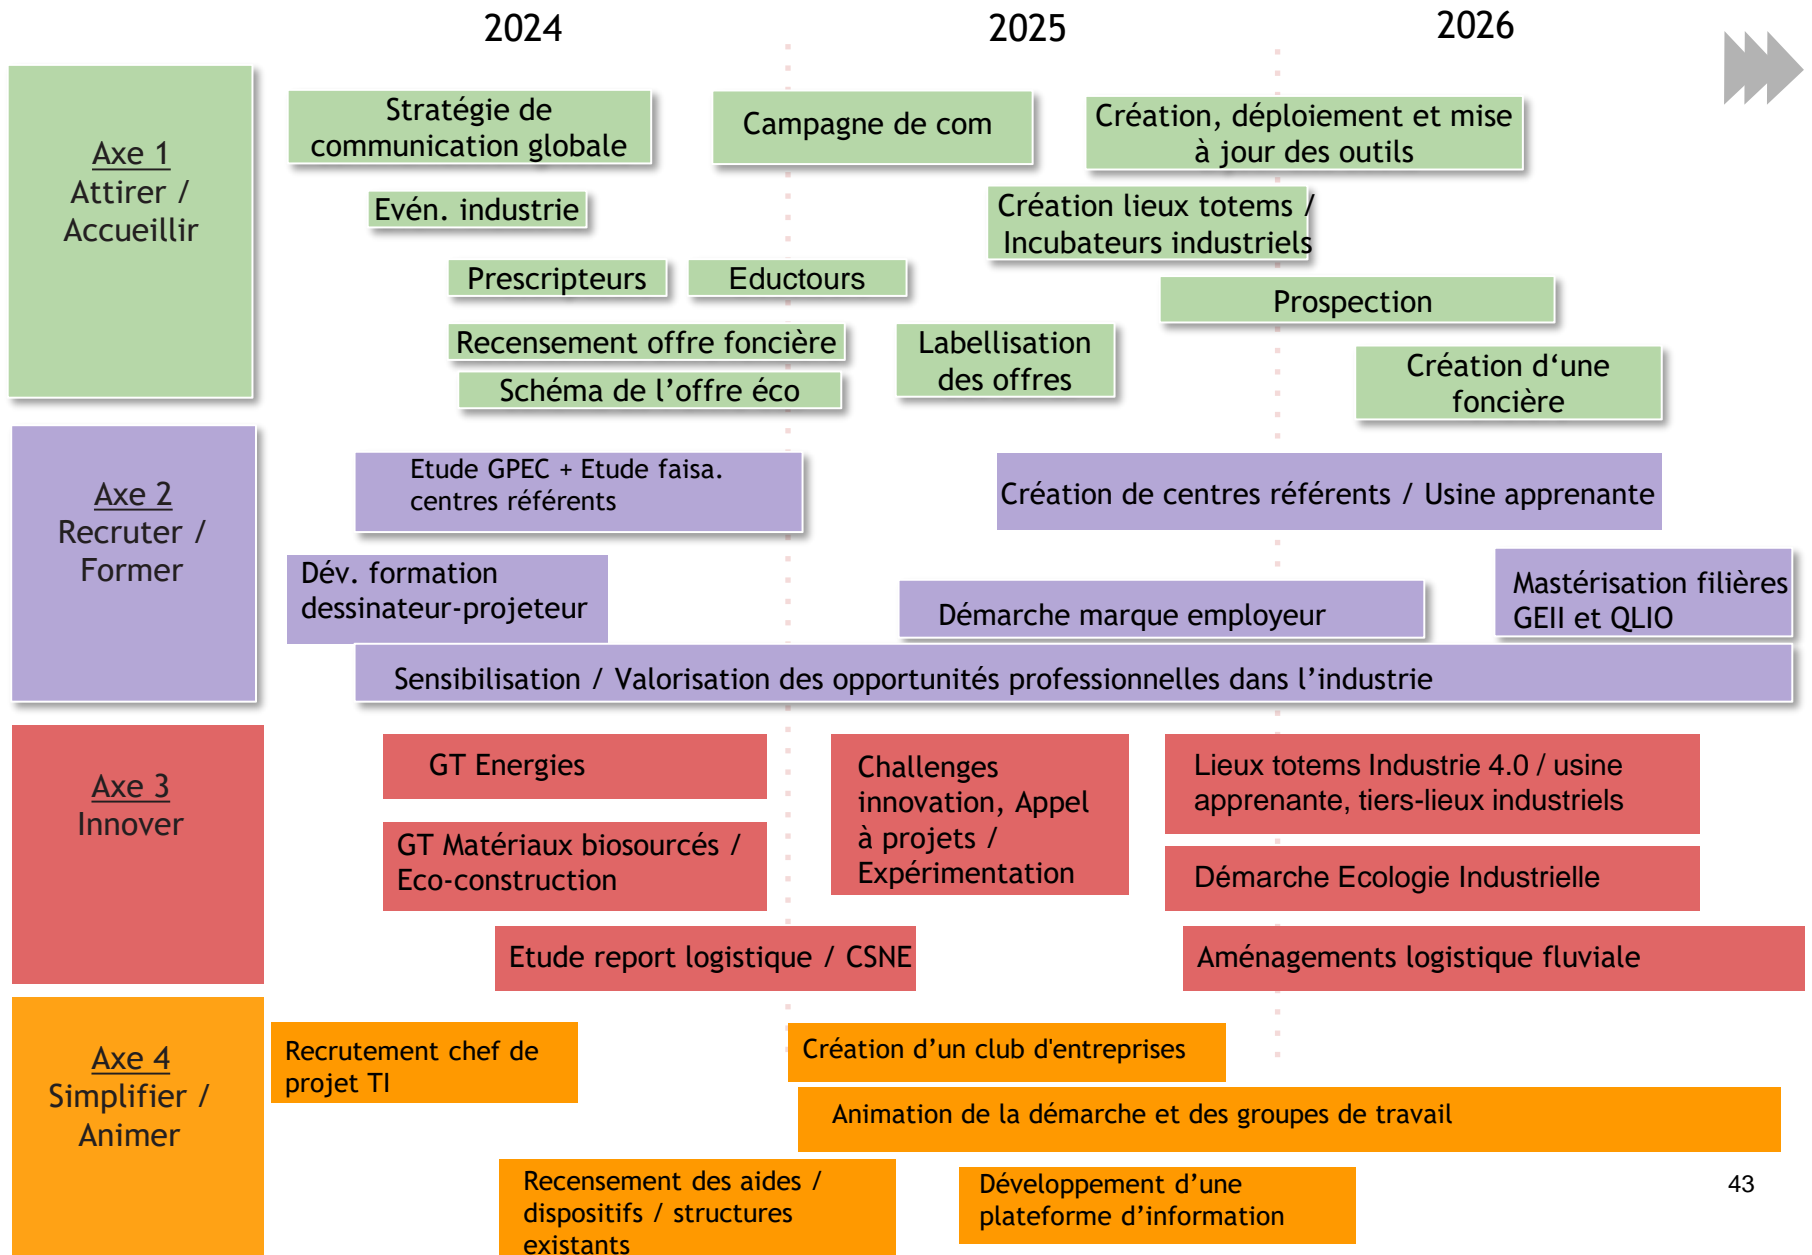 2024
2025
2026
Axe 1
Attirer /
Accueillir
Stratégie de
communication globale
Campagne de com
Création, déploiement et mise
à jour des outils
Evén. industrie
Création lieux totems /
Incubateurs industriels
Prescripteurs
Eductours
Prospection
Recensement offre foncière
Labellisation
des offres
Schéma de l’offre éco
Création d‘une
foncière
Axe 2
Recruter /
Former
Etude GPEC + Etude faisa.
centres référents
Création de centres référents / Usine apprenante
Dév. formation
dessinateur-projeteur
Démarche marque employeur
Mastérisation filières
GEII et QLIO
Sensibilisation / Valorisation des opportunités professionnelles dans l’industrie
Axe 3
Innover
GT Energies
Challenges
innovation, Appel
à projets /
Expérimentation
Lieux totems Industrie 4.0 / usine
apprenante, tiers-lieux industriels
GT Matériaux biosourcés /
Eco-construction
Démarche Ecologie Industrielle
Etude report logistique / CSNE
Aménagements logistique fluviale
Axe 4
Simplifier /
Animer
Recrutement chef de
projet TI
Création d’un club d'entreprises
Animation de la démarche et des groupes de travail
Recensement des aides /
dispositifs / structures
existants
Développement d’une
plateforme d’information
43